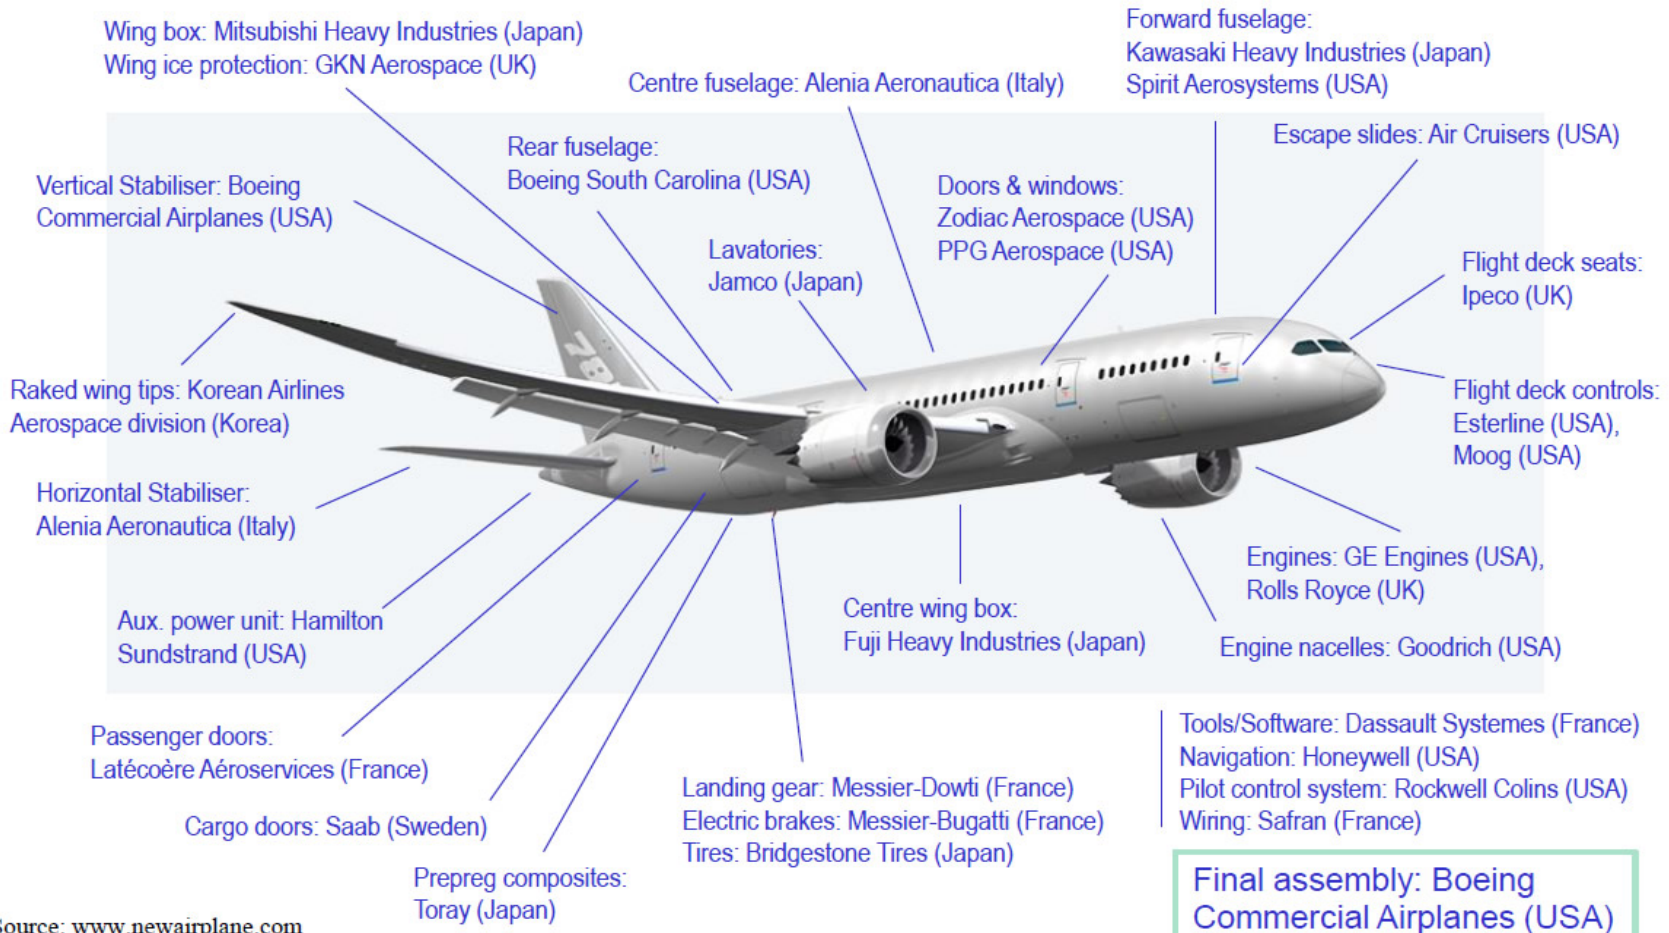 Wing box: Mitsubishi Heavy Industries (Japan)
Wing ice protection: GKN Aerospace (UK)
Centre fuselage: Alenia Aeronautica (Italy)
Forward fuselage:
Kawasaki Heavy Industries (Japan)
Spirit Aerosystems (USA)
Escape slides: Air Cruisers (USA)
Rear fuselage:
Boeing South Carolina (USA)
Vertical Stabiliser: Boeing
Commercial Airplanes (USA)
Doors & windows:
Zodiac Aerospace (USA)
PPG Aerospace (USA)
Lavatories:
Jamco (Japan)
Flight deck seats:
Ipeco (UK)
787
Raked wing tips: Korean Airlines
Aerospace division (Korea)
Flight deck controls:
Esterline (USA),
Moog (USA)
Horizontal Stabiliser:
Alenia Aeronautica (Italy)
Engines: GE Engines (USA),
Rolls Royce (UK)
Aux. power unit: Hamilton
Sundstrand (USA)
Centre wing box:
Fuji Heavy Industries (Japan)
Engine nacelles: Goodrich (USA)
Passenger doors:
Latécoère Aéroservices (France)
Cargo doors: Saab (Sweden)
Prepreg composites:
Toray (Japan)
Landing gear: Messier-Dowti (France)
Electric brakes: Messier-Bugatti (France)
Tires: Bridgestone Tires (Japan)
Tools/Software: Dassault Systemes (France)
Navigation: Honeywell (USA)
Pilot control system: Rockwell Colins (USA)
Wiring: Safran (France)
Final assembly: Boeing
Commercial Airplanes (USA)
Source: www.newairplane.com